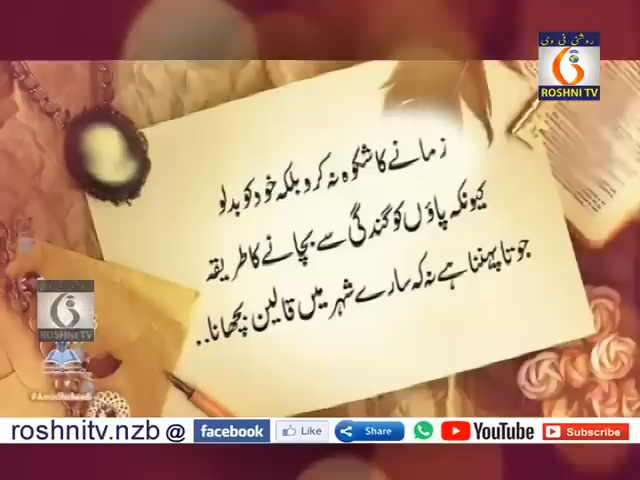 روشنی ٹی وی
ROSHNI TV
زمانے کا شکوہ نہ کرو بلکہ خود کو بدلو
کیونکہ پاؤں کو گندگی سے بچانے کا طریقہ
جوتا پہننا ہے نہ کہ سارے شہر میں قالین بچھانا..
ROSHNI TV
roshnitv.nzb @ facebook Like Share YouTube Subscribe